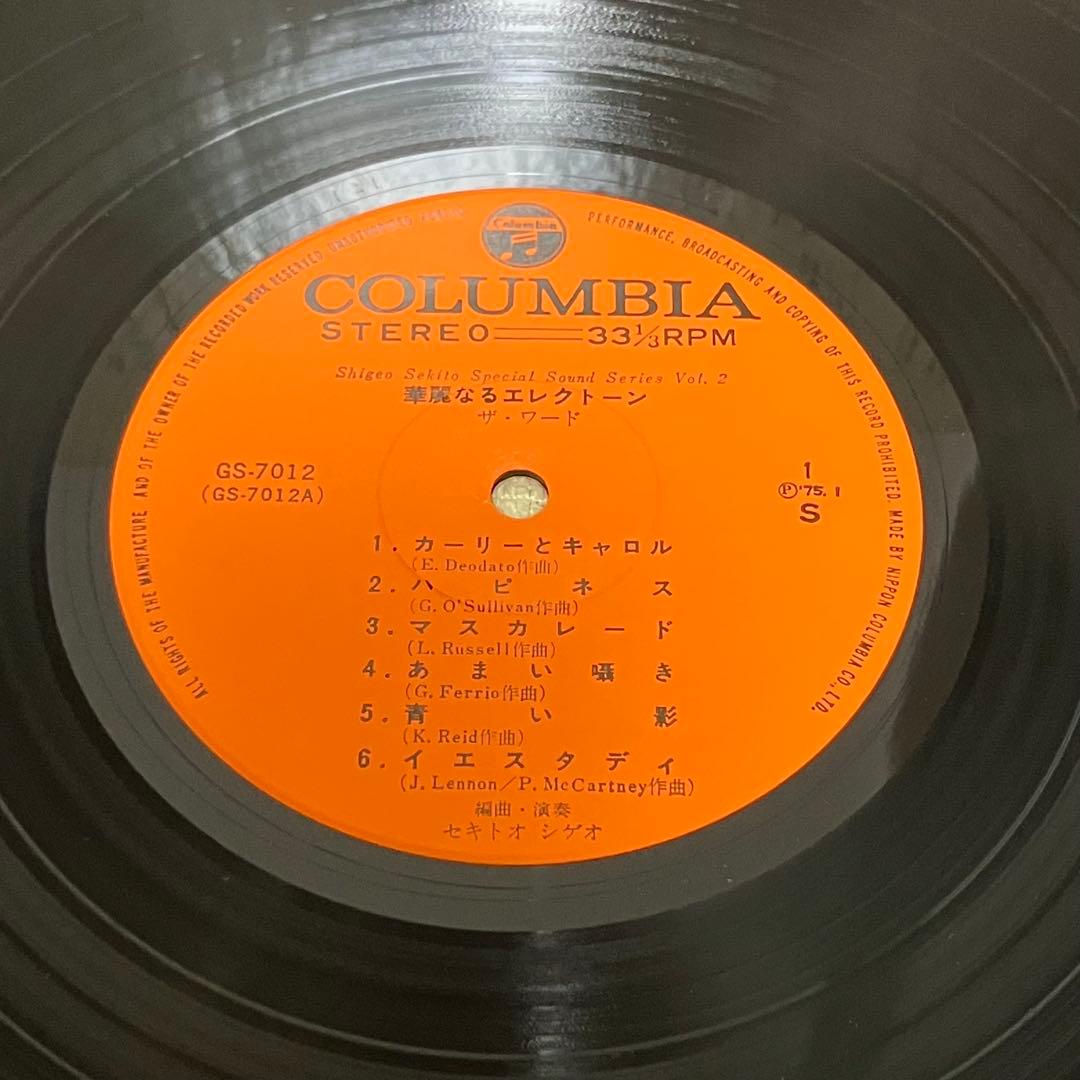 Columbia
COLUMBIA
STEREO 33 1/3 RPM
Shigeo Sekito Special Sound Series Vol. 2
華麗なるエレクトーン
ザ・ワード
GS-7012
(GS-7012A)
1
Ⓟ'75. 1
S
1. カーリーとキャロル
(E. Deodato作曲)
2. ハピネス
(G. O'Sullivan作曲)
3. マスカレード
(L. Russell作曲)
4. あまい囁き
(G. Ferrio作曲)
5. 青い影
(K. Reid作曲)
6. イエスタディ
(J. Lennon/P. McCartney作曲)
編曲・演奏
セキトオ シゲオ
ALL RIGHTS OF THE MANUFACTURE AND OF THE OWNER OF THE RECORDED WORK RESERVED UNAUTHORISED PUBLIC PERFORMANCE, BROADCASTING AND COPYING OF THIS RECORD PROHIBITED. MADE BY NIPPON COLUMBIA CO., LTD.